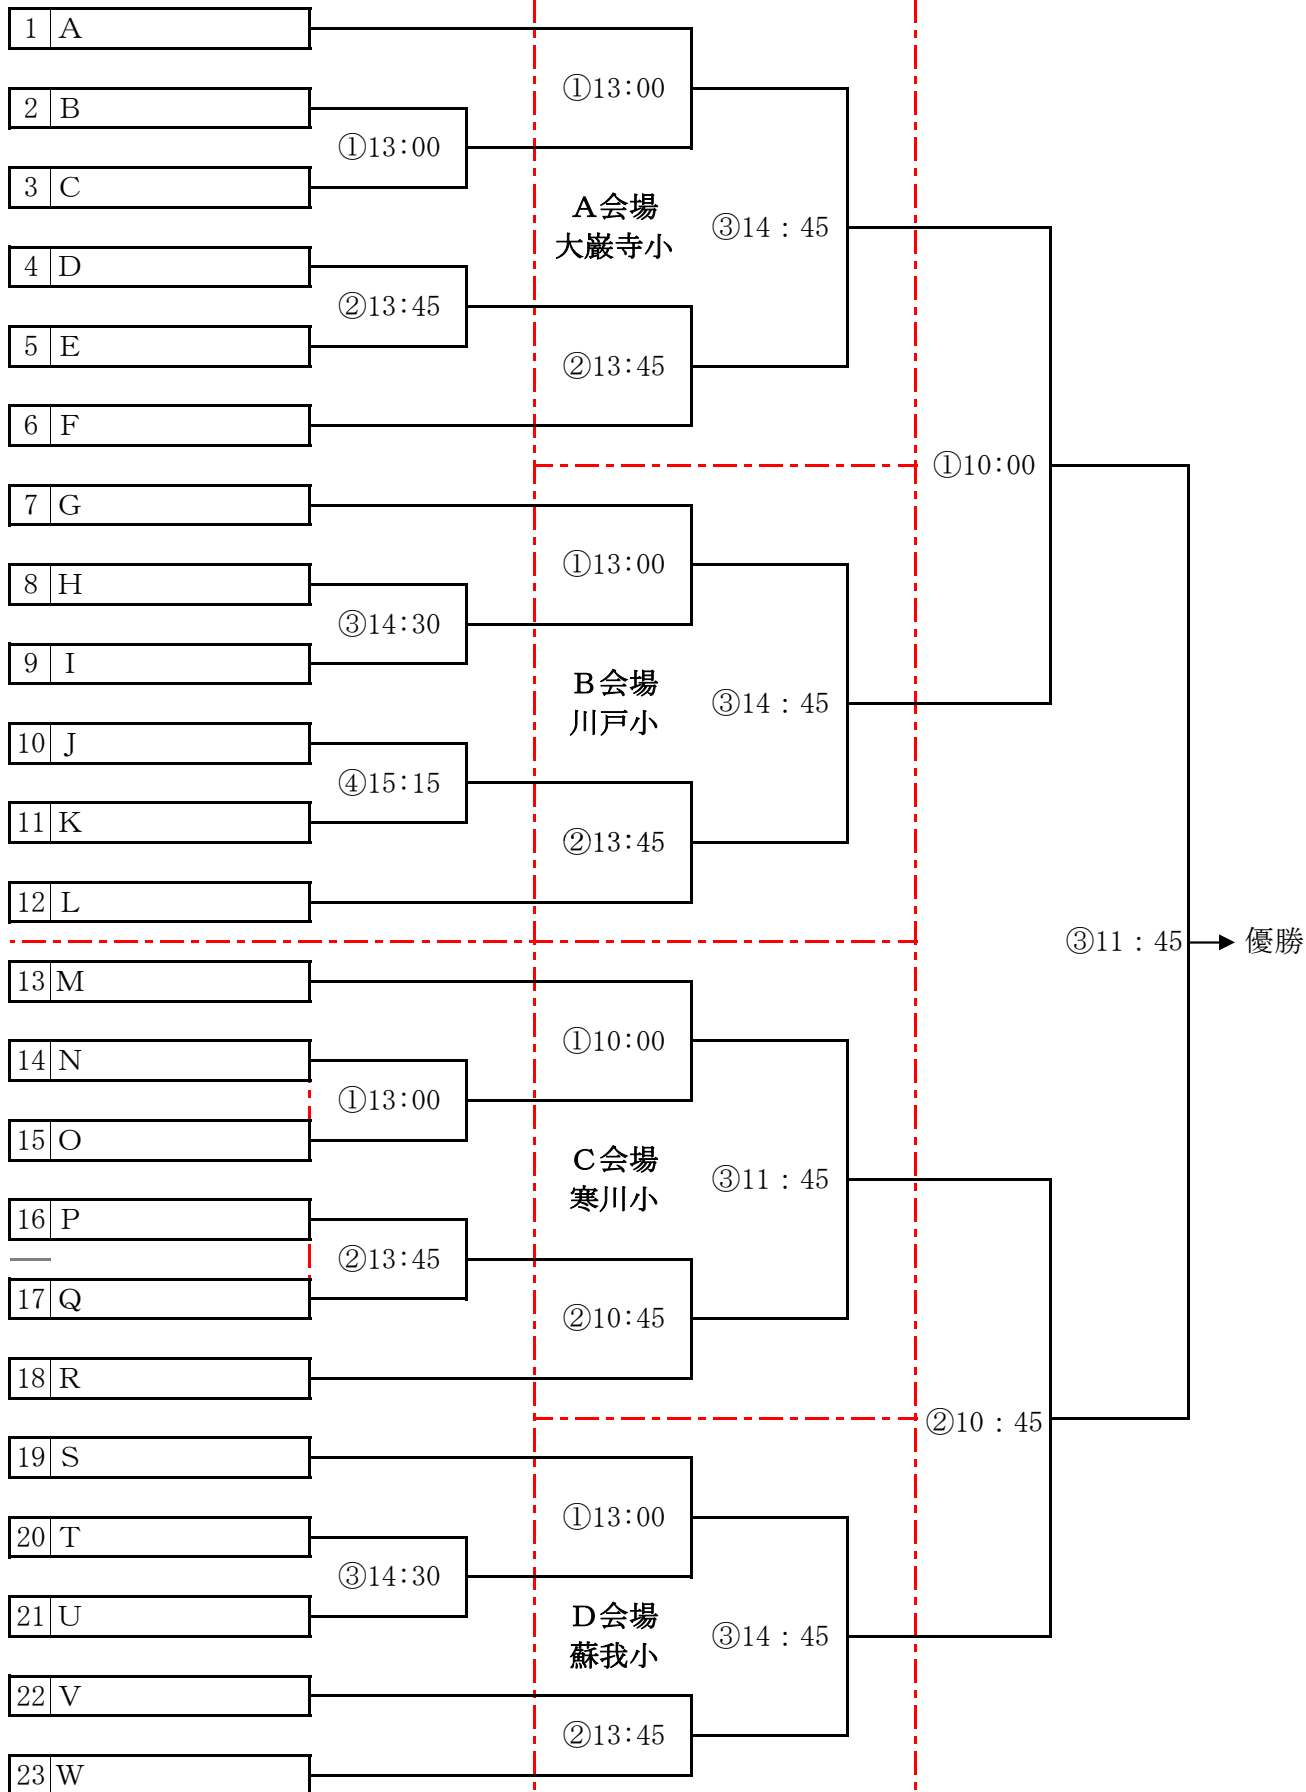 1 A
①13:00
2 B
①13:00
3 C
A会場
大巌寺小
③14：45
4 D
②13:45
5 E
②13:45
6 F
①10:00
7 G
①13:00
8 H
③14:30
9 I
B会場
川戸小
③14：45
10 J
④15:15
11 K
②13:45
12 L
③11：45
優勝
13 M
①10:00
14 N
①13:00
15 O
C会場
寒川小
③11：45
16 P
②13:45
17 Q
②10:45
18 R
②10：45
19 S
①13:00
20 T
③14:30
21 U
D会場
蘇我小
③14：45
22 V
②13:45
23 W